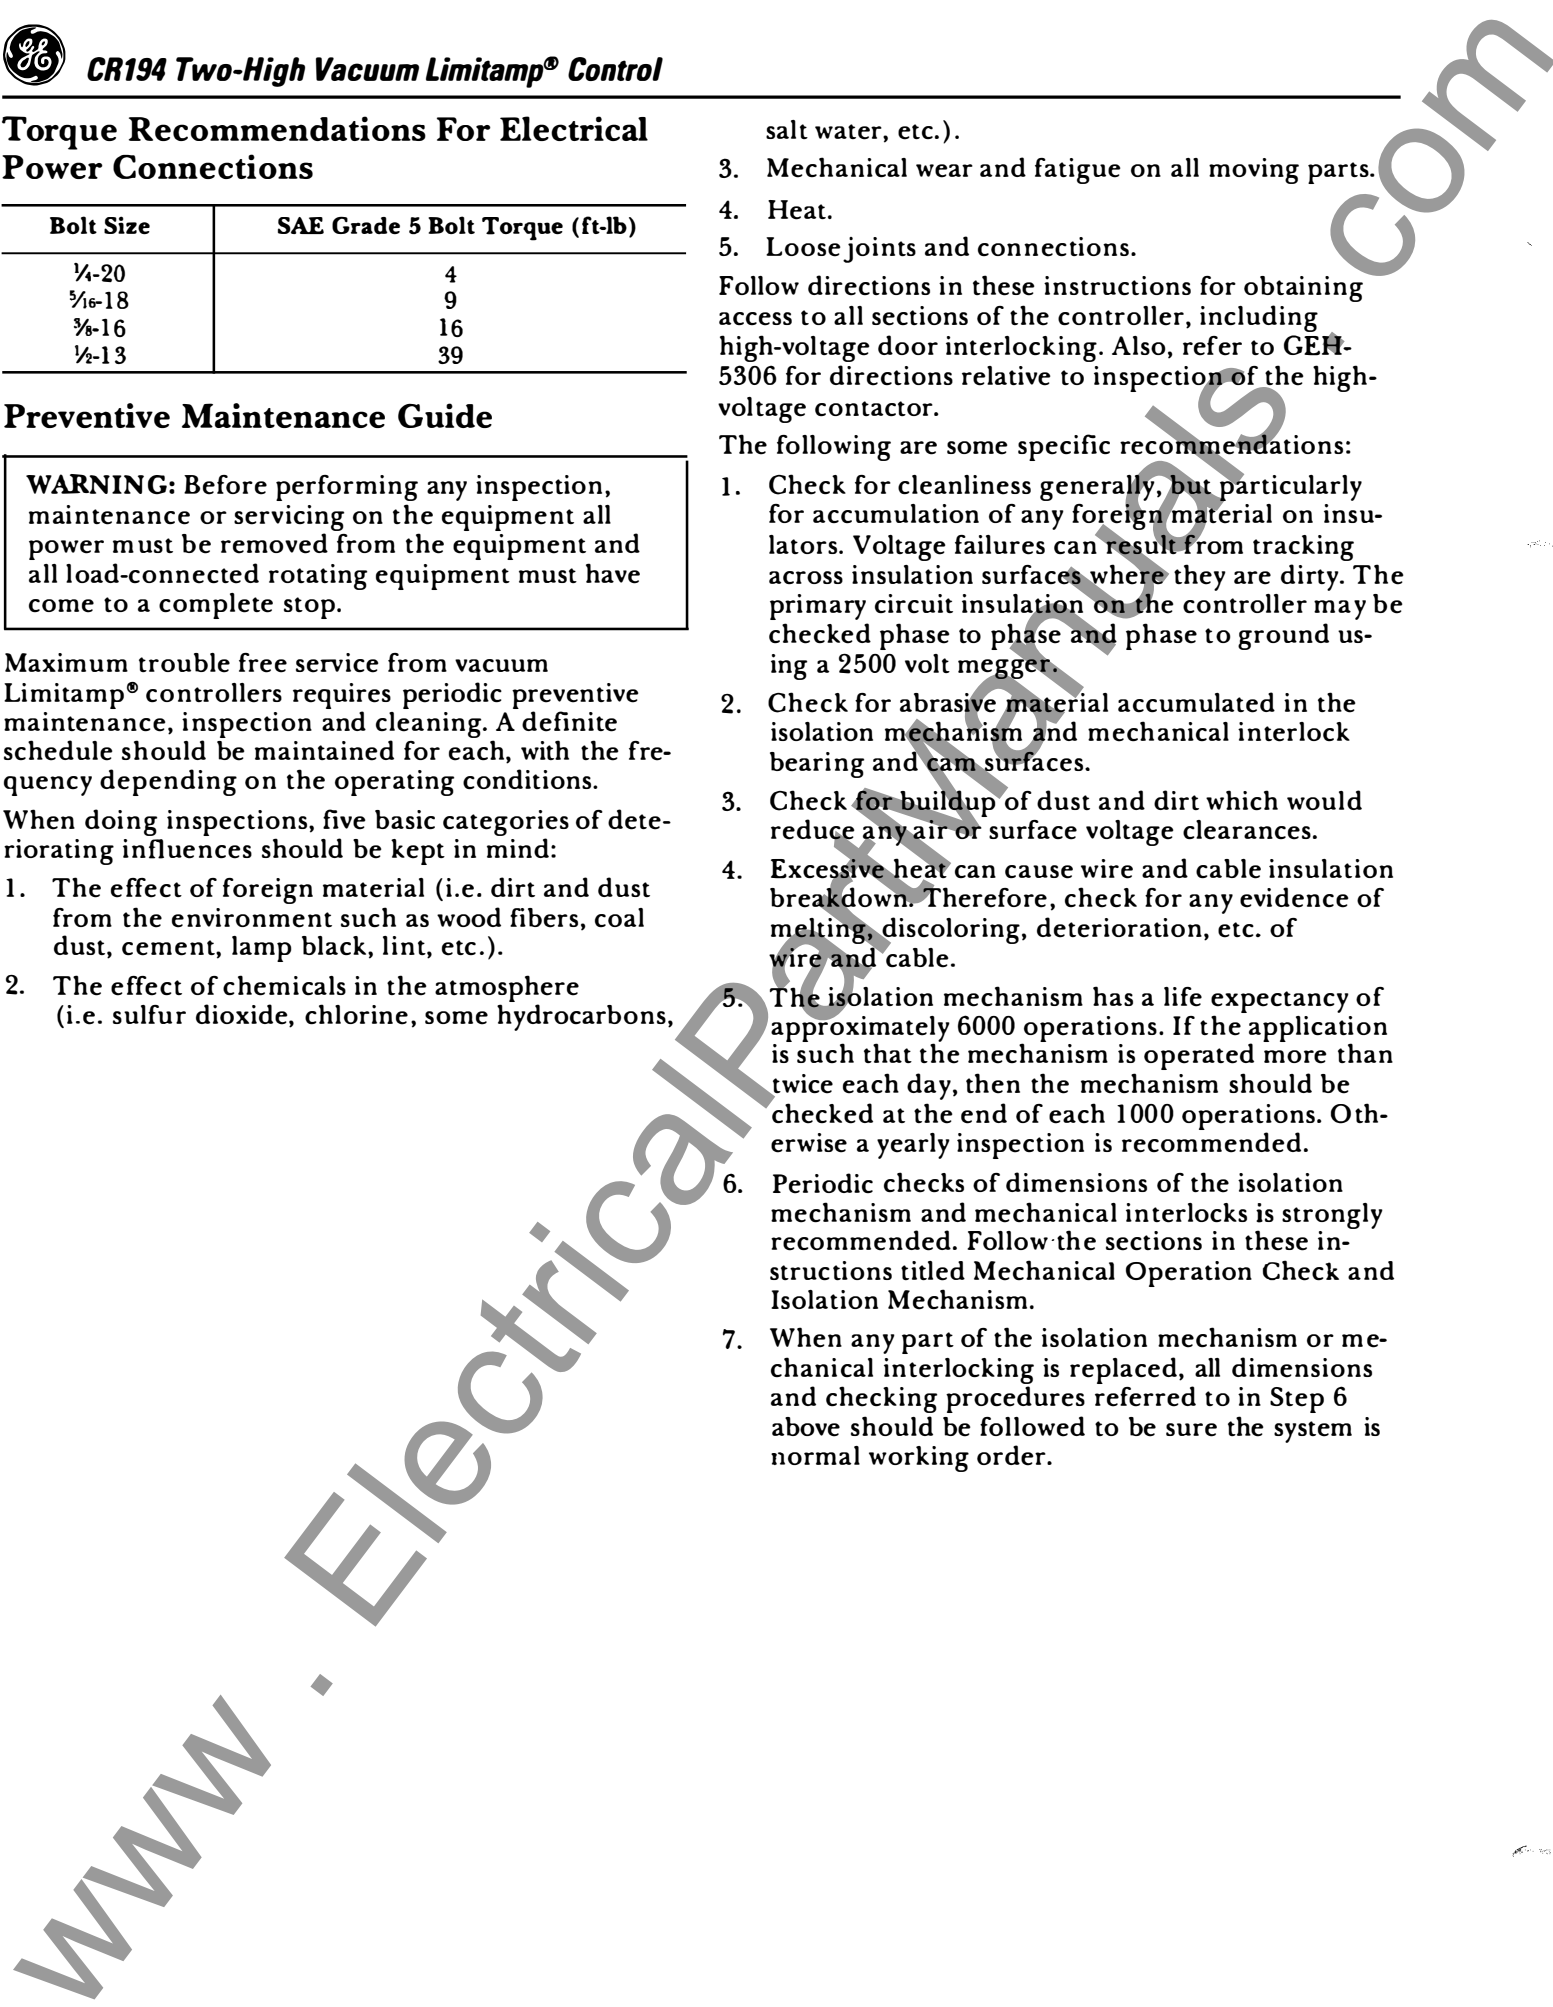 GE
CR194 Two-High Vacuum Limitamp® Control
Torque Recommendations For Electrical
Power Connections
Bolt Size SAE Grade 5 Bolt Torque (ft-lb)
¼-20 4
5⁄16-18 9
⅜-16 16
½-13 39
Preventive Maintenance Guide
WARNING: Before performing any inspection,
maintenance or servicing on the equipment all
power must be removed from the equipment and
all load-connected rotating equipment must have
come to a complete stop.
Maximum trouble free service from vacuum
Limitamp® controllers requires periodic preventive
maintenance, inspection and cleaning. A definite
schedule should be maintained for each, with the fre-
quency depending on the operating conditions.
When doing inspections, five basic categories of dete-
riorating influences should be kept in mind:
1. The effect of foreign material (i.e. dirt and dust
from the environment such as wood fibers, coal
dust, cement, lamp black, lint, etc.).
2. The effect of chemicals in the atmosphere
(i.e. sulfur dioxide, chlorine, some hydrocarbons,
salt water, etc.).
3. Mechanical wear and fatigue on all moving parts.
4. Heat.
5. Loose joints and connections.
Follow directions in these instructions for obtaining
access to all sections of the controller, including
high-voltage door interlocking. Also, refer to GEH-
5306 for directions relative to inspection of the high-
voltage contactor.
The following are some specific recommendations:
1. Check for cleanliness generally, but particularly
for accumulation of any foreign material on insu-
lators. Voltage failures can result from tracking
across insulation surfaces where they are dirty. The
primary circuit insulation on the controller may be
checked phase to phase and phase to ground us-
ing a 2500 volt megger.
2. Check for abrasive material accumulated in the
isolation mechanism and mechanical interlock
bearing and cam surfaces.
3. Check for buildup of dust and dirt which would
reduce any air or surface voltage clearances.
4. Excessive heat can cause wire and cable insulation
breakdown. Therefore, check for any evidence of
melting, discoloring, deterioration, etc. of
wire and cable.
5. The isolation mechanism has a life expectancy of
approximately 6000 operations. If the application
is such that the mechanism is operated more than
twice each day, then the mechanism should be
checked at the end of each 1000 operations. Oth-
erwise a yearly inspection is recommended.
6. Periodic checks of dimensions of the isolation
mechanism and mechanical interlocks is strongly
recommended. Follow the sections in these in-
structions titled Mechanical Operation Check and
Isolation Mechanism.
7. When any part of the isolation mechanism or me-
chanical interlocking is replaced, all dimensions
and checking procedures referred to in Step 6
above should be followed to be sure the system is
normal working order.
www . ElectricalPartManuals . com